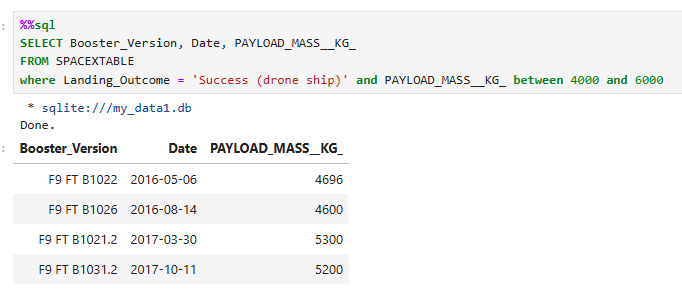 %%sql
SELECT Booster_Version, Date, PAYLOAD_MASS__KG_
FROM SPACEXTABLE
where Landing_Outcome = 'Success (drone ship)' and PAYLOAD_MASS__KG_ between 4000 and 6000
* sqlite:///my_data1.db
Done.
Booster_Version Date PAYLOAD_MASS__KG_
F9 FT B1022 2016-05-06 4696
F9 FT B1026 2016-08-14 4600
F9 FT B1021.2 2017-03-30 5300
F9 FT B1031.2 2017-10-11 5200